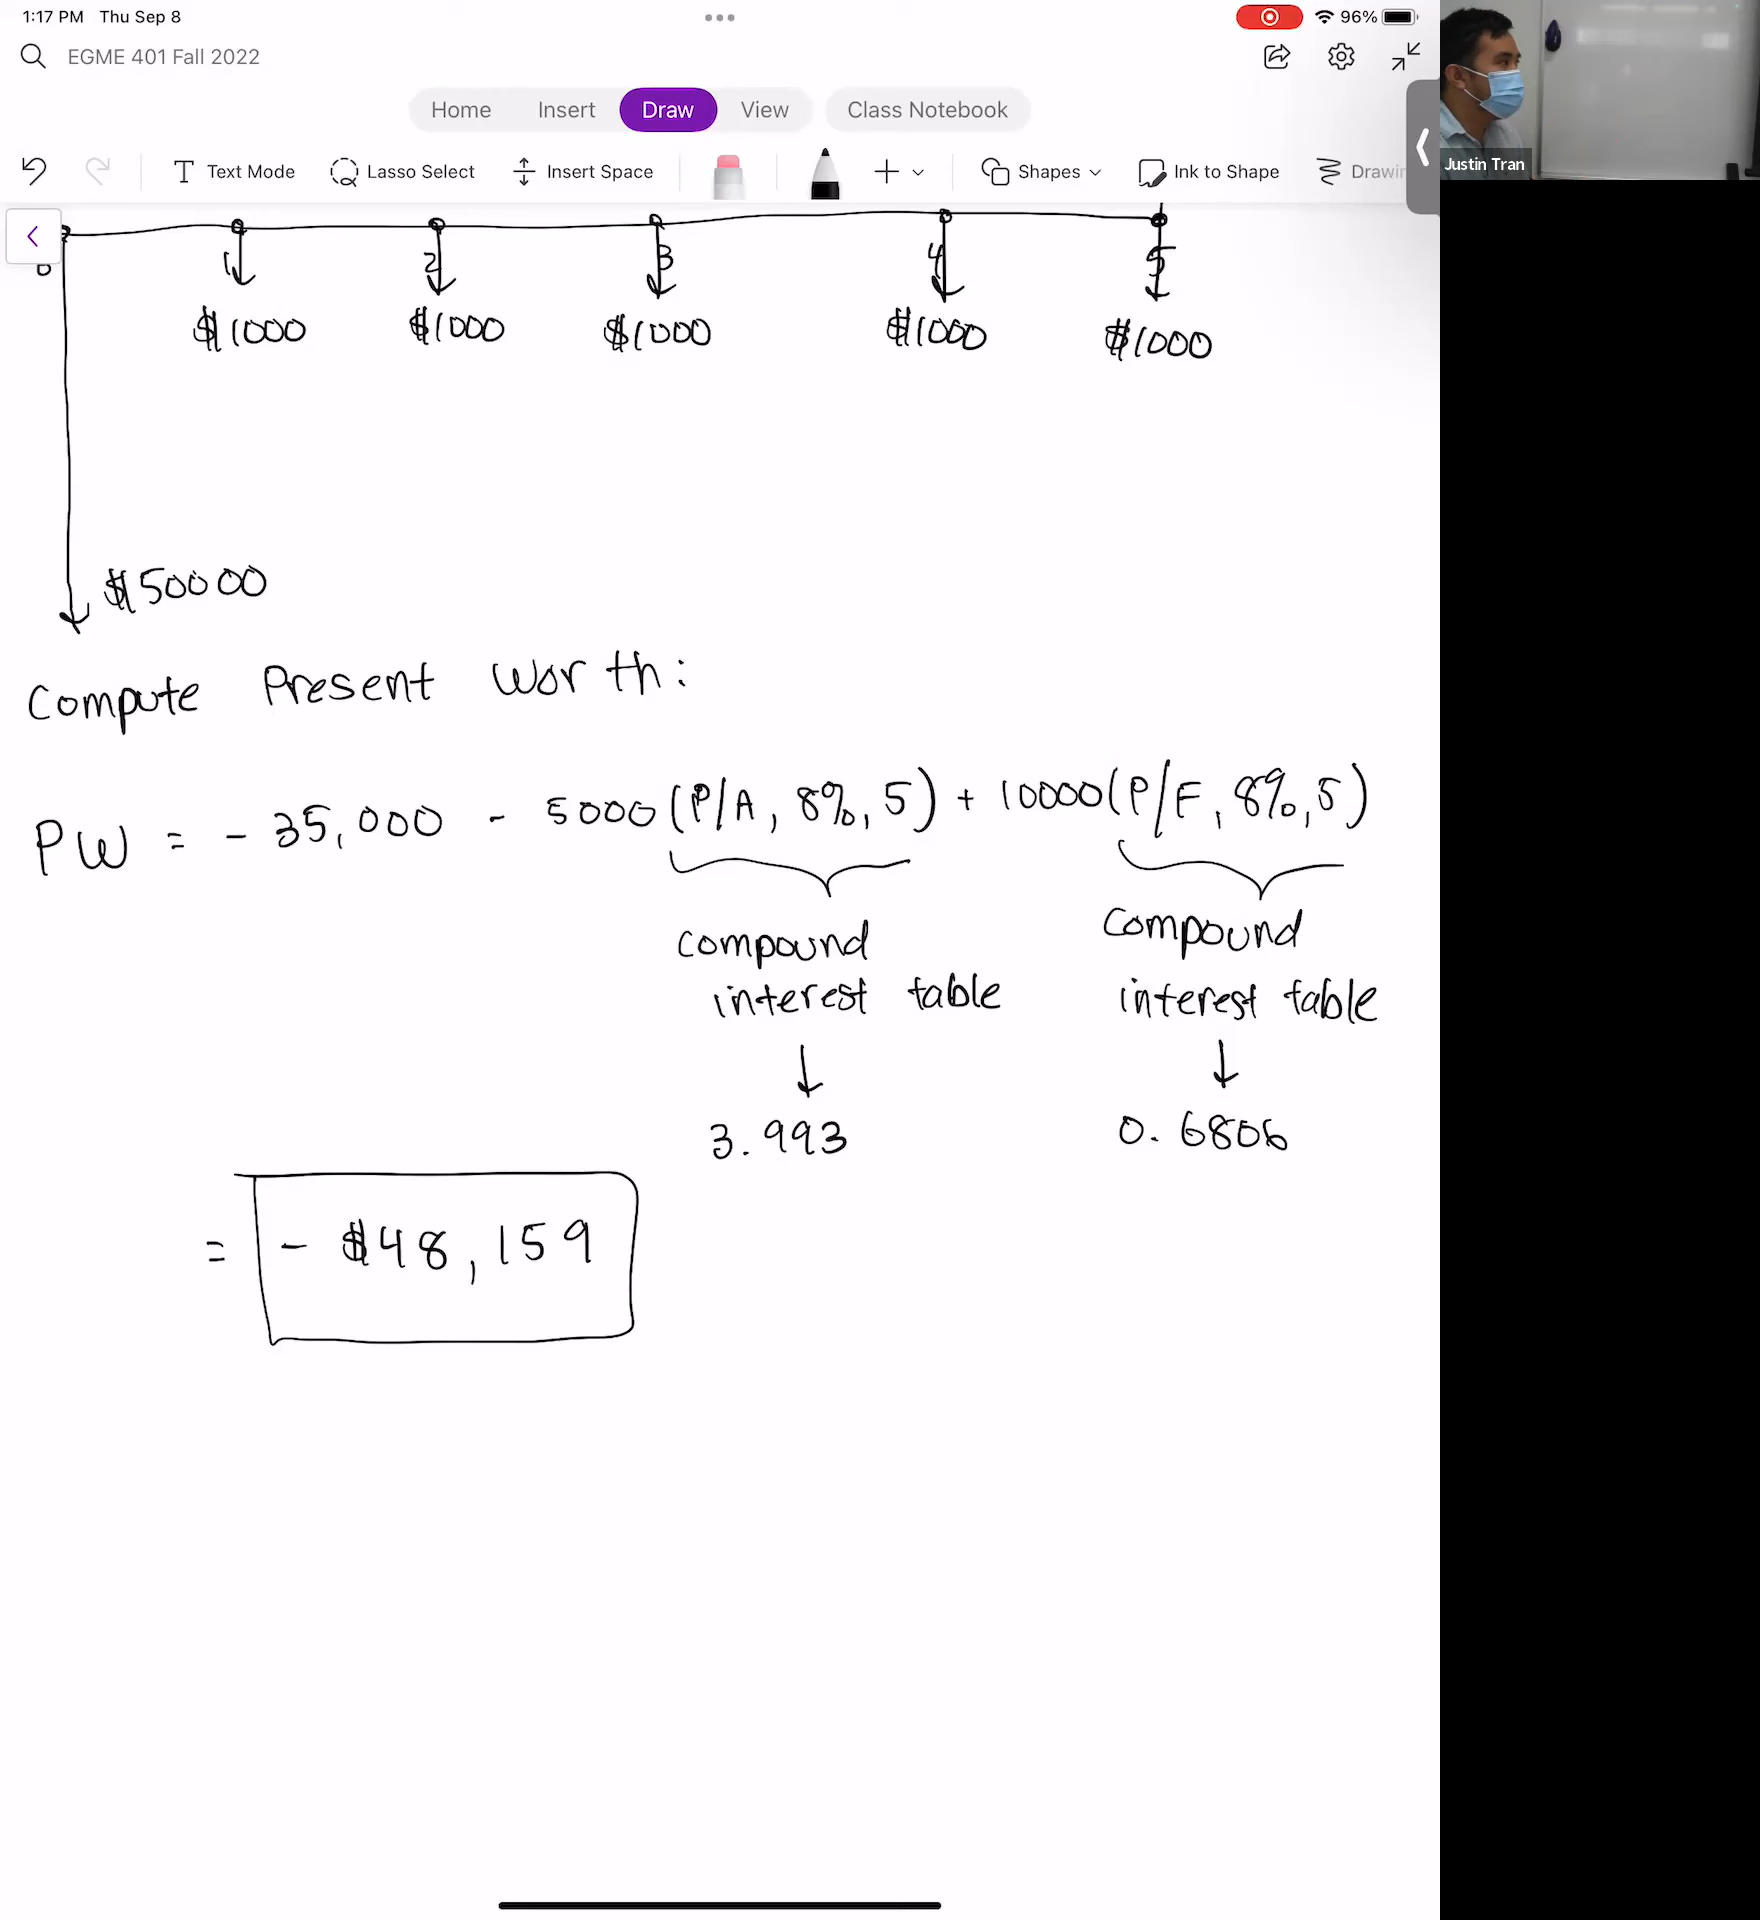 1:17 PM Thu Sep 8
96%
EGME 401 Fall 2022
Home Insert Draw View Class Notebook
Text Mode Lasso Select Insert Space Shapes Ink to Shape Drawi
Justin Tran
0 1 2 3 4 5
$1000 $1000 $1000 $1000 $1000
$50000
Compute Present Worth:
PW = - 35,000 - 5000 (P/A, 8%, 5) + 10000 (P/F, 8%, 5)
compound compound
interest table interest table
↓ ↓
3.993 0.6806
= - $48,159